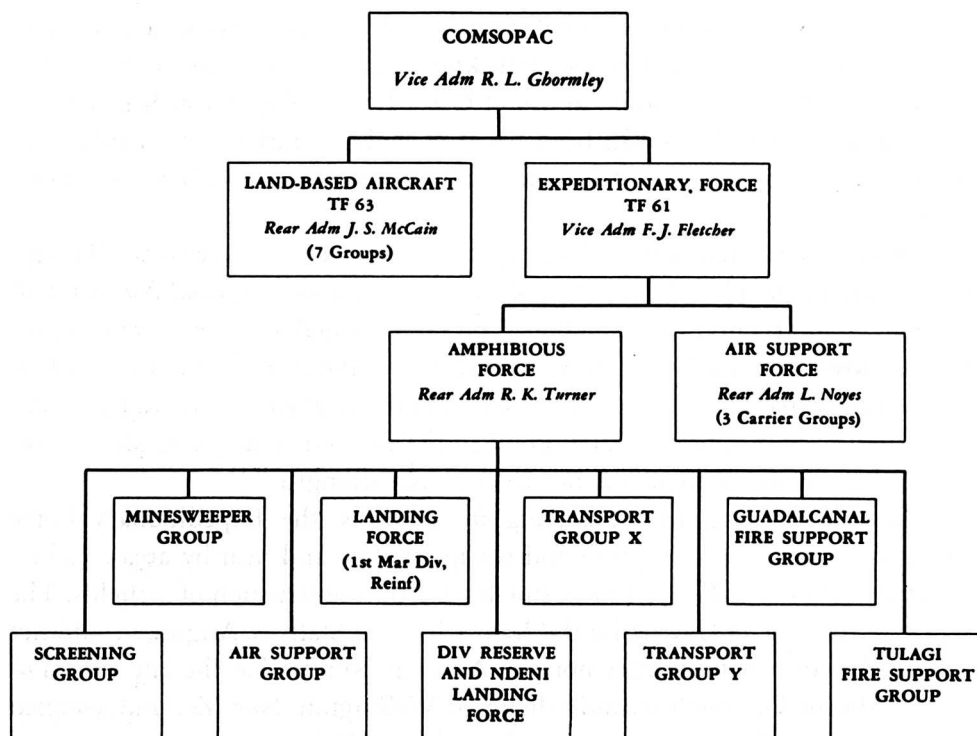 COMSOPAC
Vice Adm R. L. Ghormley
LAND-BASED AIRCRAFT
TF 63
Rear Adm J. S. McCain
(7 Groups)
EXPEDITIONARY, FORCE
TF 61
Vice Adm F. J. Fletcher
AMPHIBIOUS
FORCE
Rear Adm R. K. Turner
AIR SUPPORT
FORCE
Rear Adm L. Noyes
(3 Carrier Groups)
MINESWEEPER
GROUP
LANDING
FORCE
(1st Mar Div,
Reinf)
TRANSPORT
GROUP X
GUADALCANAL
FIRE SUPPORT
GROUP
SCREENING
GROUP
AIR SUPPORT
GROUP
DIV RESERVE
AND NDENI
LANDING
FORCE
TRANSPORT
GROUP Y
TULAGI
FIRE SUPPORT
GROUP